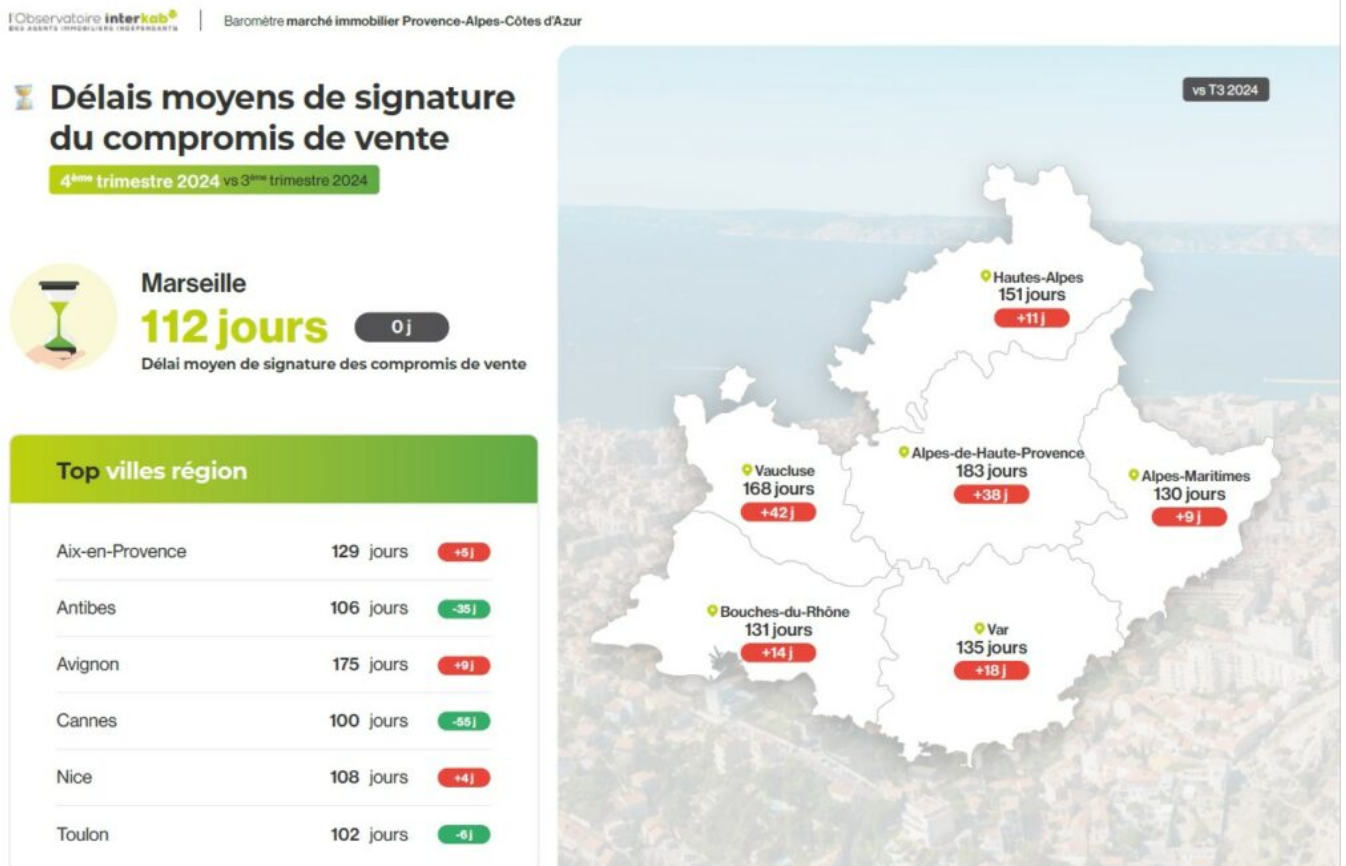 l'Observatoire interkab
DES AGENTS IMMOBILIERS INDÉPENDANTS
Baromètre marché immobilier Provence-Alpes-Côtes d'Azur
Délais moyens de signature
du compromis de vente
4ème trimestre 2024 vs 3ème trimestre 2024
Marseille
112 jours 0 j
Délai moyen de signature des compromis de vente
Top villes région
Aix-en-Provence 129 jours +5 j
Antibes 106 jours -35 j
Avignon 175 jours +9 j
Cannes 100 jours -55 j
Nice 108 jours +4 j
Toulon 102 jours -6 j
vs T3 2024
Hautes-Alpes
151 jours
+11 j
Vaucluse
168 jours
+42 j
Alpes-de-Haute-Provence
183 jours
+38 j
Alpes-Maritimes
130 jours
+9 j
Bouches-du-Rhône
131 jours
+14 j
Var
135 jours
+18 j